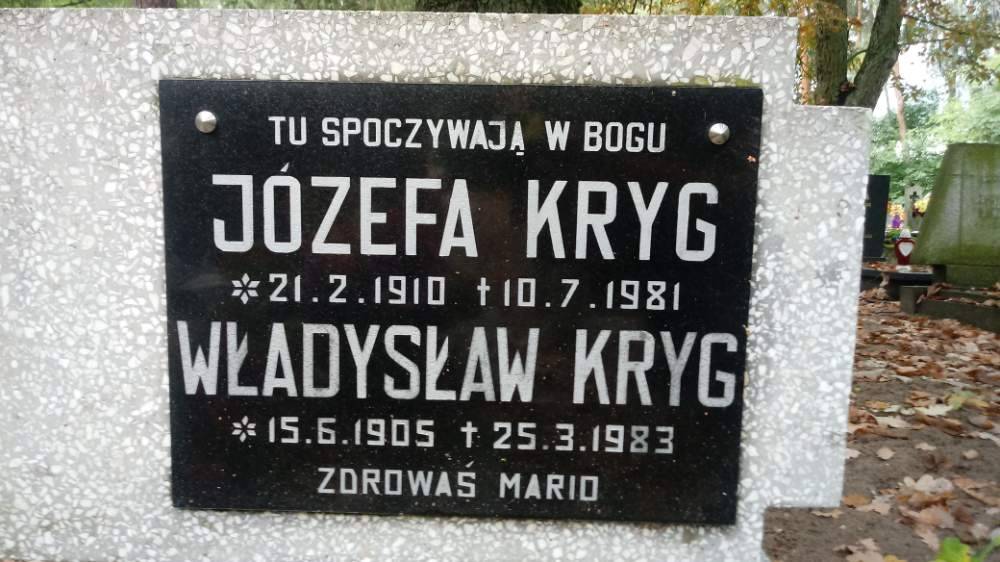 TU SPOCZYWAJĄ W BOGU
JÓZEFA KRYG
*21.2.1910 †10.7.1981
WŁADYSŁAW KRYG
*15.6.1905 †25.3.1983
ZDROWAŚ MARIO